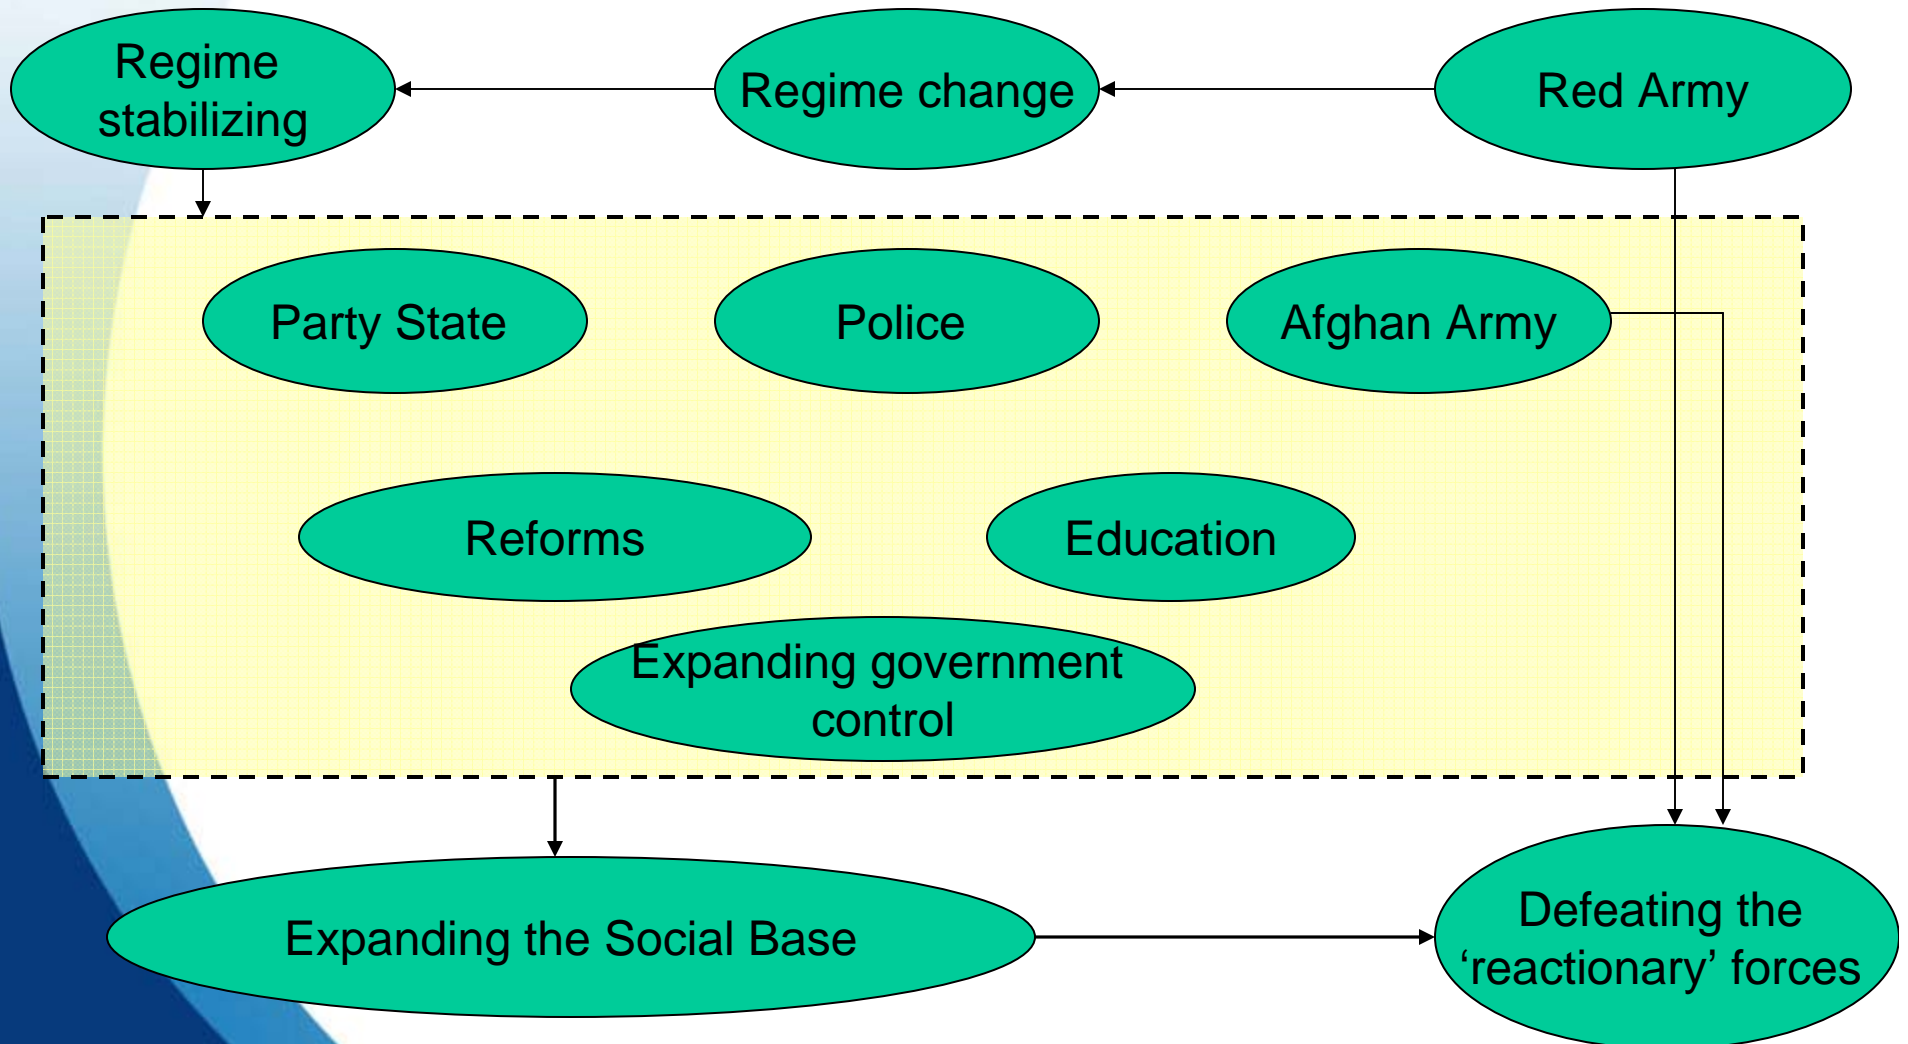 Regime
stabilizing
Regime change
Red Army
Party State
Police
Afghan Army
Reforms
Education
Expanding government
control
Expanding the Social Base
Defeating the
‘reactionary’ forces